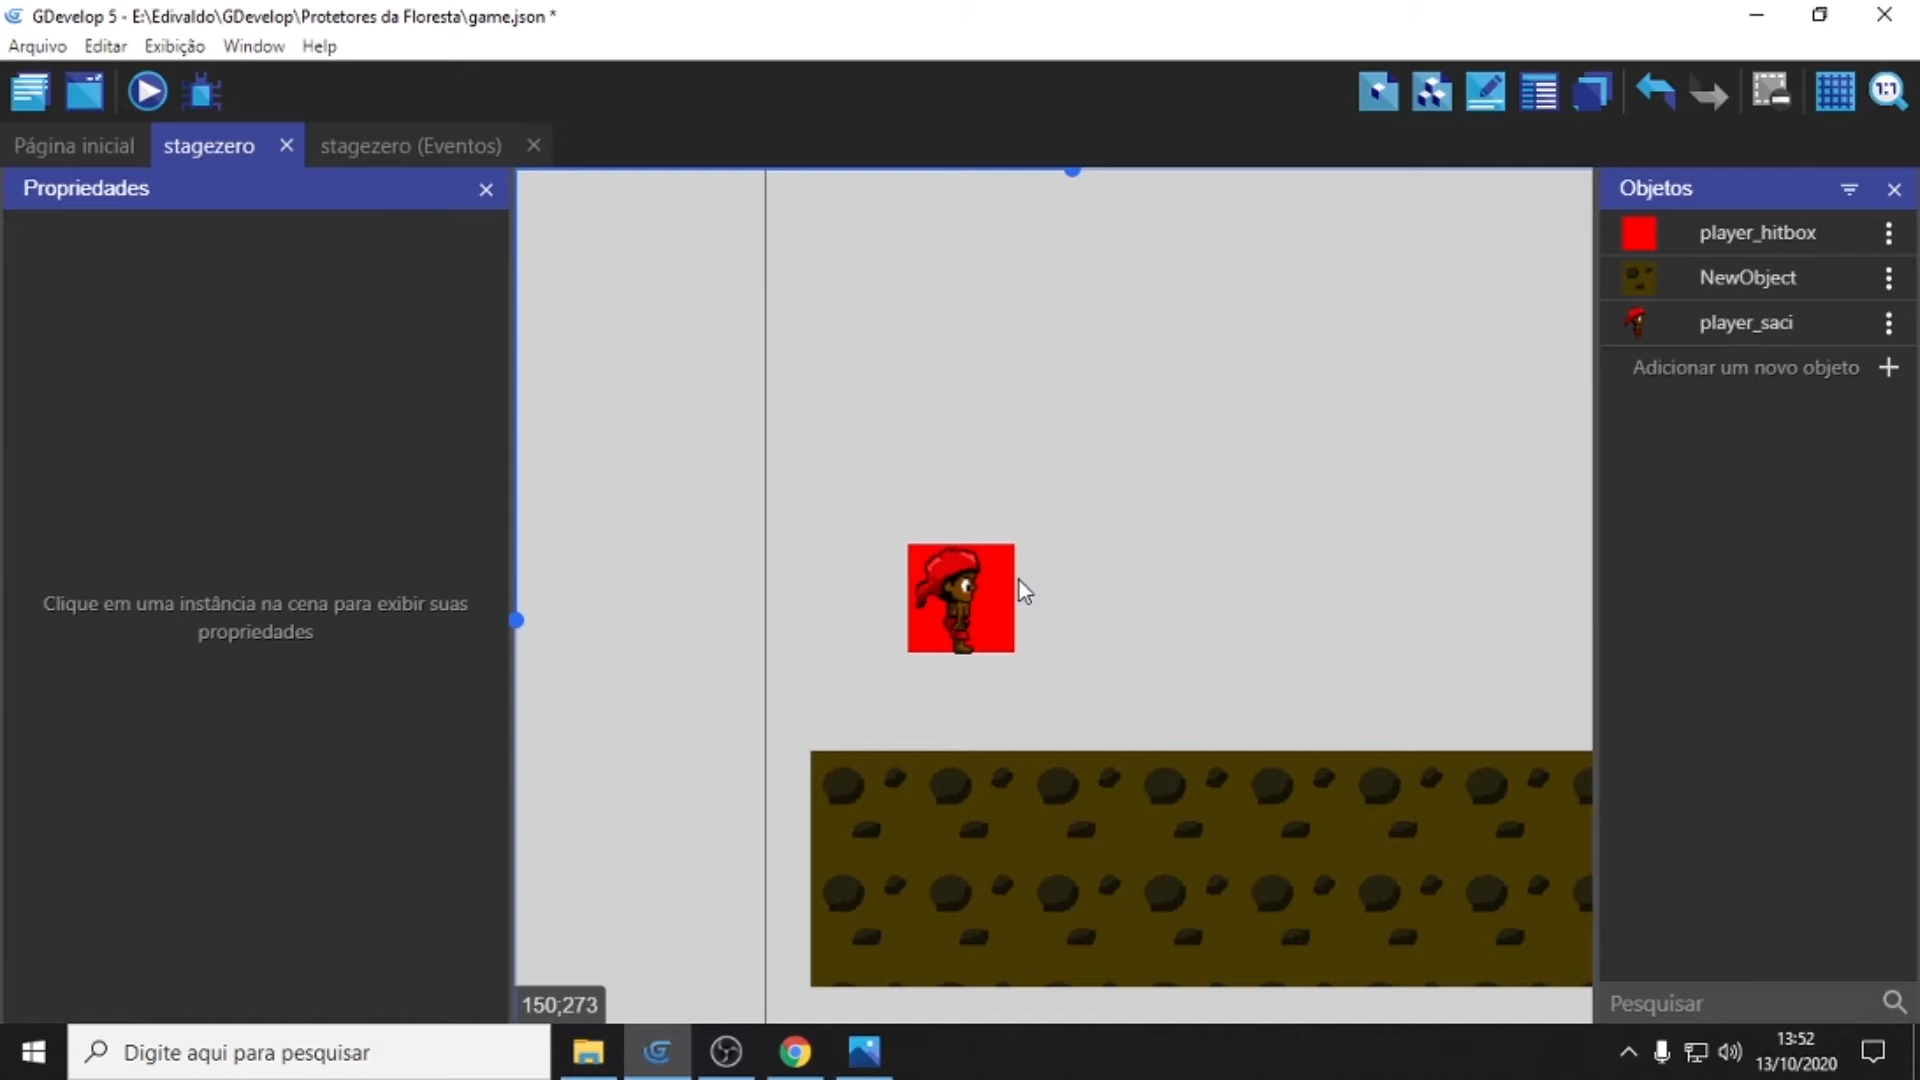 GDevelop 5 - E:\Edivaldo\GDevelop\Protetores da Floresta\game.json *
Arquivo Editar Exibição Window Help
1:1
Página inicial stagezero stagezero (Eventos)
Propriedades
Objetos
player_hitbox
NewObject
player_saci
Adicionar um novo objeto
Clique em uma instância na cena para exibir suas
propriedades
150;273
Pesquisar
Digite aqui para pesquisar
13:52
13/10/2020